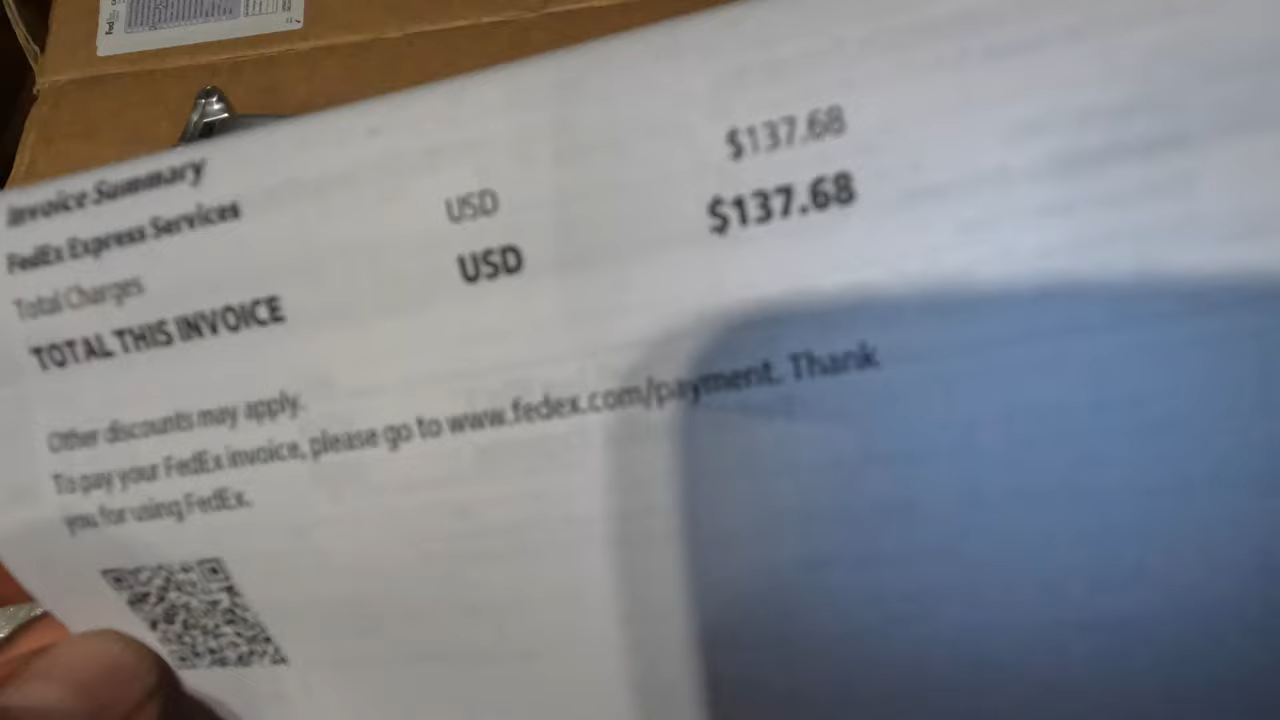 FedEx
Invoice Summary
FedEx Express Services
Total Charges USD $137.68
TOTAL THIS INVOICE USD $137.68
Other discounts may apply.
To pay your FedEx invoice, please go to www.fedex.com/payment. Thank
you for using FedEx.